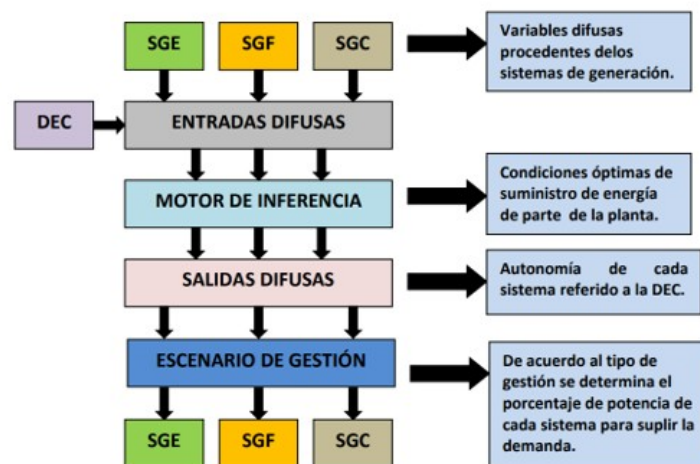 SGE SGF SGC
Variables difusas
procedentes delos
sistemas de generación.
DEC
ENTRADAS DIFUSAS
MOTOR DE INFERENCIA
Condiciones óptimas de
suministro de energía
de parte de la planta.
SALIDAS DIFUSAS
Autonomía de cada
sistema referido a la DEC.
ESCENARIO DE GESTIÓN
De acuerdo al tipo de
gestión se determina el
porcentaje de potencia de
cada sistema para suplir la
demanda.
SGE SGF SGC